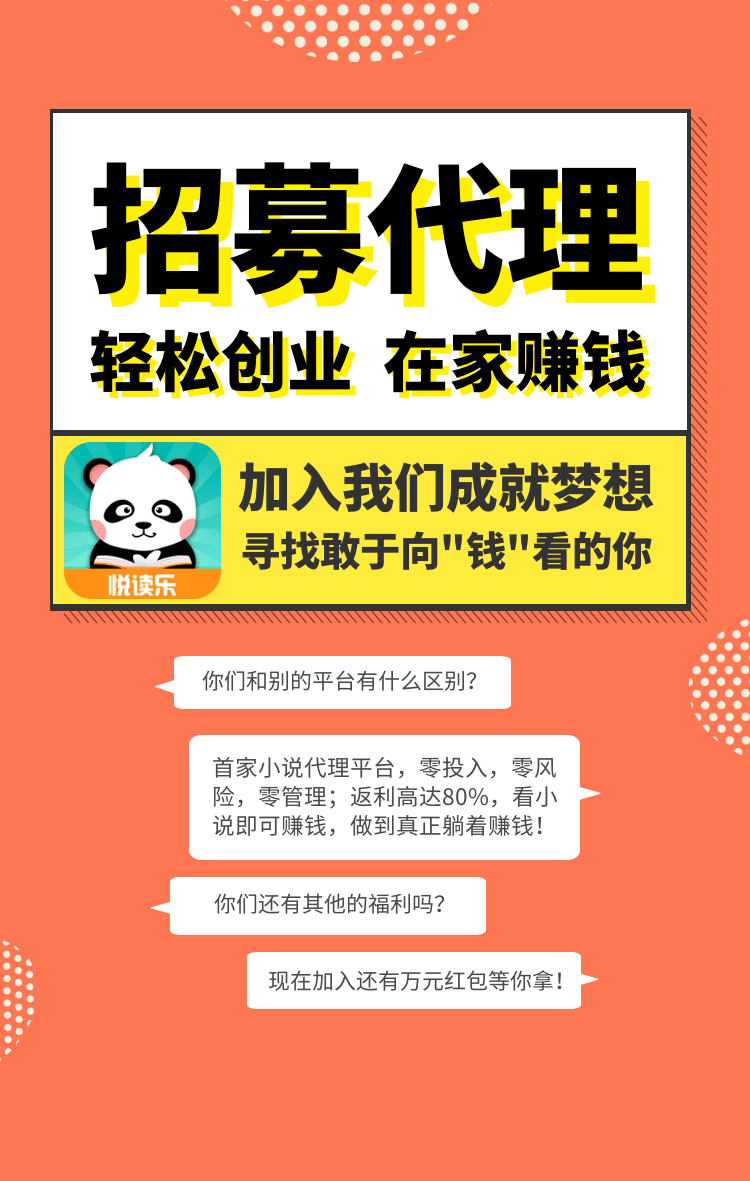 招募代理
轻松创业 在家赚钱
加入我们成就梦想
寻找敢于向"钱"看的你
悦读乐
你们和别的平台有什么区别？
首家小说代理平台，零投入，零风
险，零管理；返利高达80%，看小
说即可赚钱，做到真正躺着赚钱！
你们还有其他的福利吗？
现在加入还有万元红包等你拿！